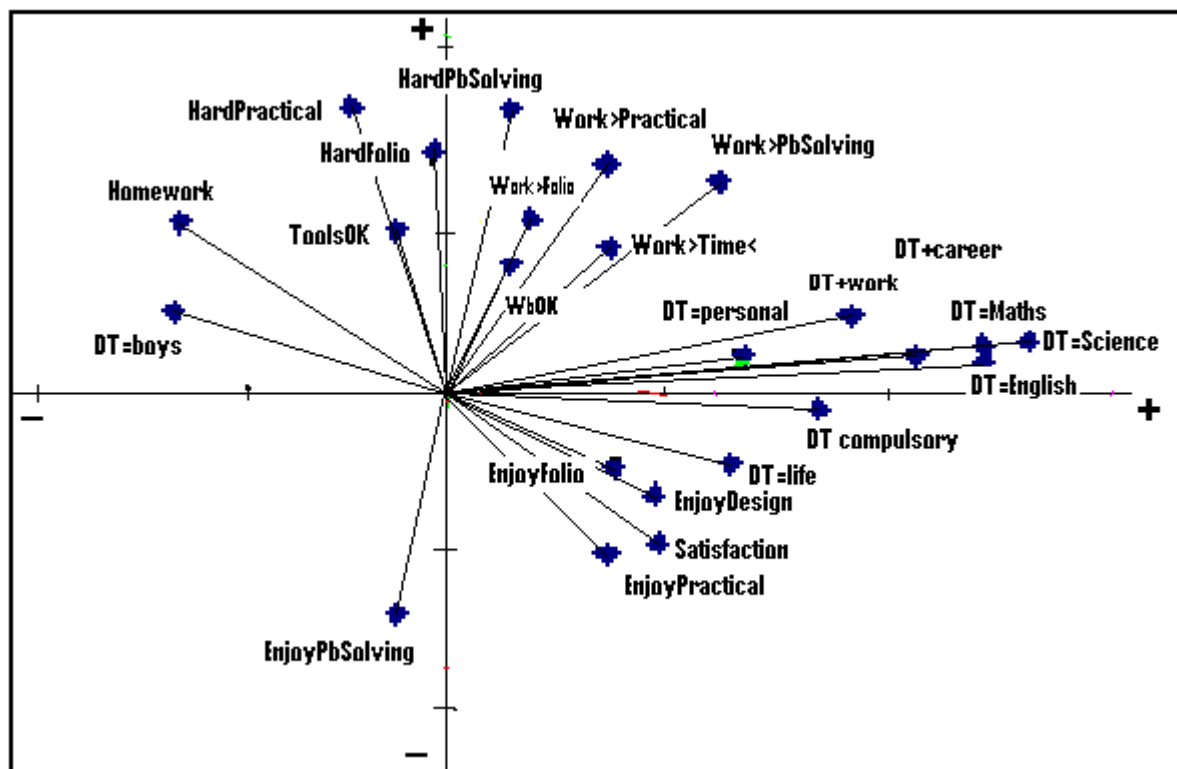 +
HardPbSolving
HardPractical
Work>Practical
HardFolio
Work>PbSolving
Homework
Work>Folio
ToolsOK
Work>Time<
DT+career
DT+work
WbOK
DT=personal
DT=Maths
DT=boys
DT=Science
DT=English
−
+
DT compulsory
EnjoyFolio
DT=life
EnjoyDesign
Satisfaction
EnjoyPractical
EnjoyPbSolving
−